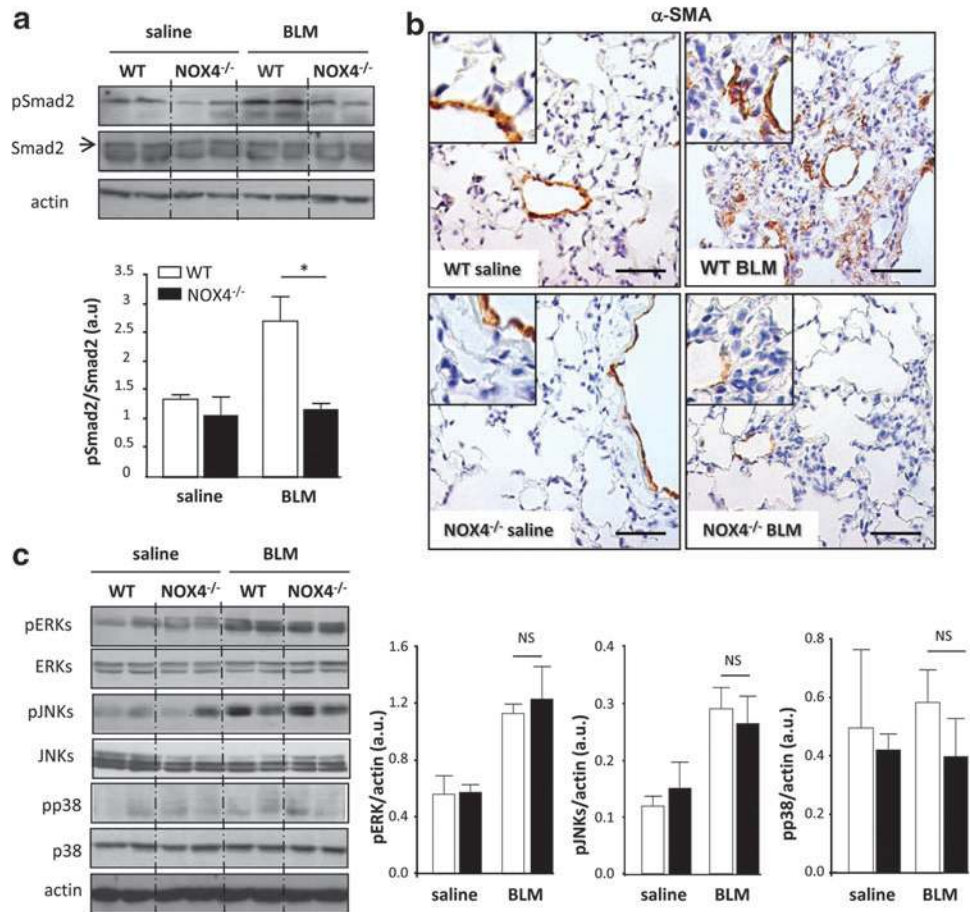 a
saline BLM
WT NOX4-/- WT NOX4-/-
pSmad2
Smad2
actin
WT
NOX4-/-
pSmad2/Smad2 (a.u)
3.5
3
2.5
2
1.5
1
0.5
0
*
saline BLM
b
α-SMA
WT saline
WT BLM
NOX4-/- saline
NOX4-/- BLM
c
saline BLM
WT NOX4-/- WT NOX4-/-
pERKs
ERKs
pJNKs
JNKs
pp38
p38
actin
pERK/actin (a.u.)
1.6
1.2
0.8
0.4
0.0
NS
saline BLM
pJNKs/actin (a.u.)
0.4
0.3
0.2
0.1
0.0
NS
saline BLM
pp38/actin (a.u.)
0.8
0.6
0.4
0.2
0.0
NS
saline BLM